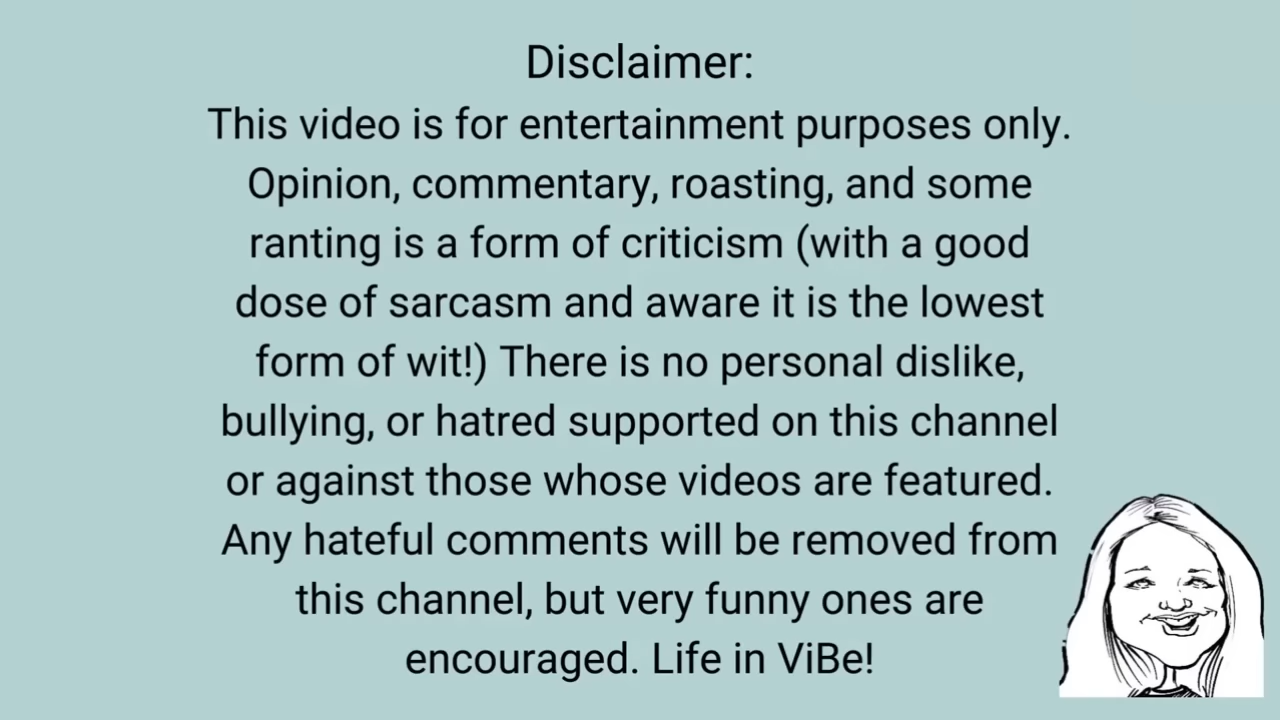 Disclaimer:
This video is for entertainment purposes only.
Opinion, commentary, roasting, and some
ranting is a form of criticism (with a good
dose of sarcasm and aware it is the lowest
form of wit!) There is no personal dislike,
bullying, or hatred supported on this channel
or against those whose videos are featured.
Any hateful comments will be removed from
this channel, but very funny ones are
encouraged. Life in ViBe!